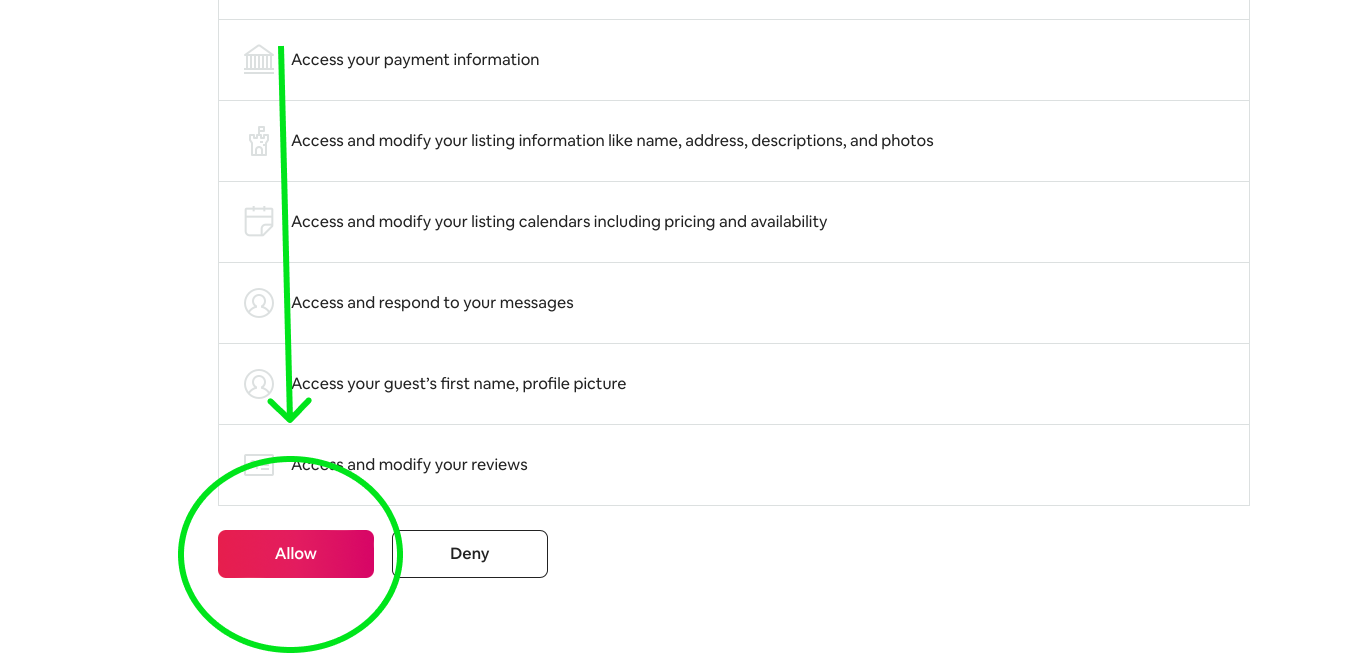 Access your payment information
Access and modify your listing information like name, address, descriptions, and photos
Access and modify your listing calendars including pricing and availability
Access and respond to your messages
Access your guest’s first name, profile picture
Access and modify your reviews
Allow
Deny